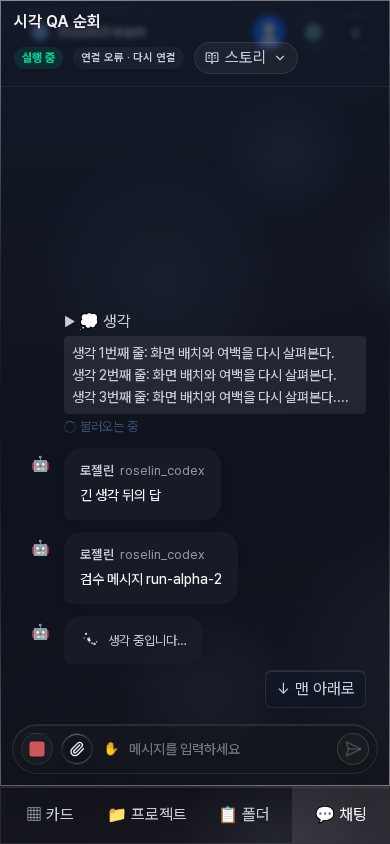 시각 QA 순회
실행 중
연결 오류 · 다시 연결
스토리
생각
생각 1번째 줄: 화면 배치와 여백을 다시 살펴본다.
생각 2번째 줄: 화면 배치와 여백을 다시 살펴본다.
생각 3번째 줄: 화면 배치와 여백을 다시 살펴본다....
불러오는 중
로젤린 roselin_codex
긴 생각 뒤의 답
로젤린 roselin_codex
검수 메시지 run-alpha-2
생각 중입니다...
↓ 맨 아래로
메시지를 입력하세요
카드 프로젝트 폴더 채팅